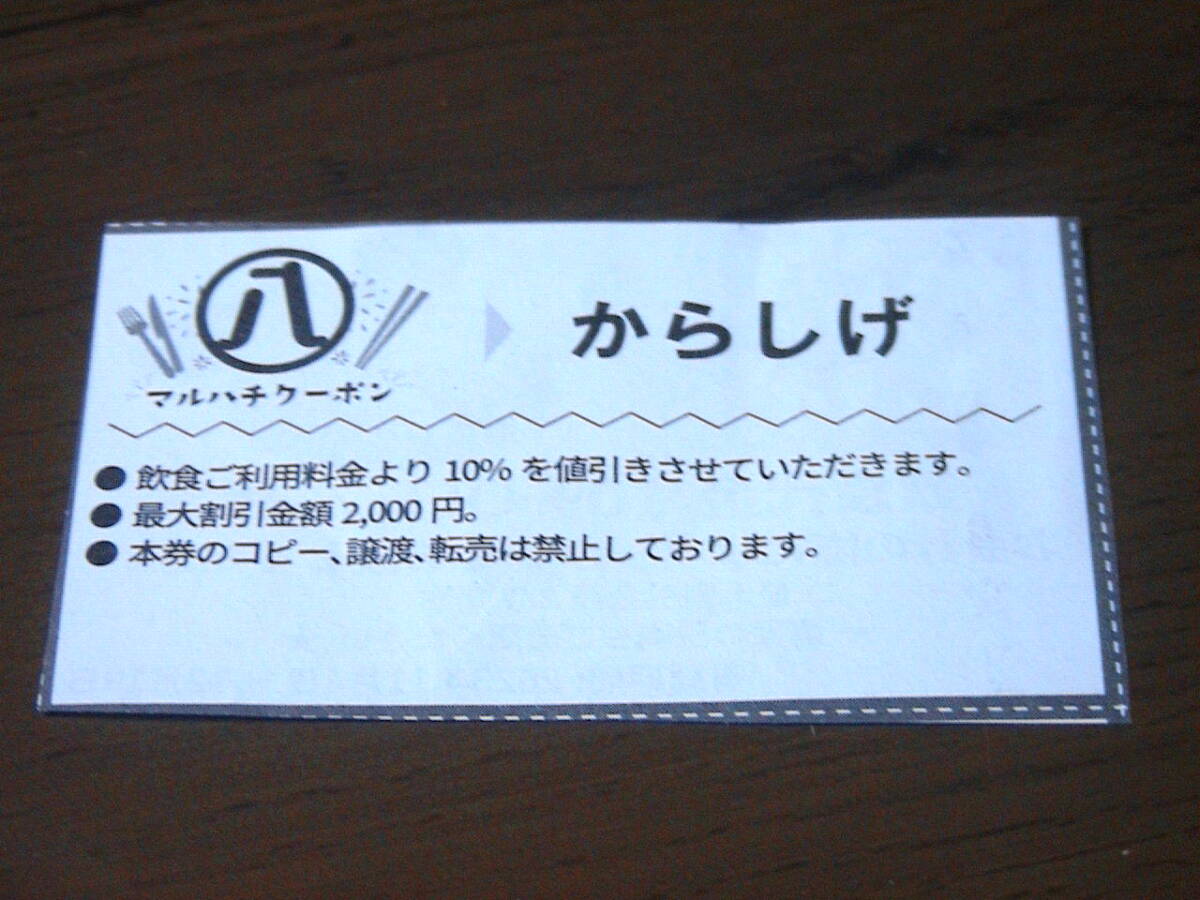 八
マルハチクーポン
からしげ
● 飲食ご利用料金より 10% を値引きさせていただきます。
● 最大割引金額 2,000 円。
● 本券のコピー、譲渡、転売は禁止しております。